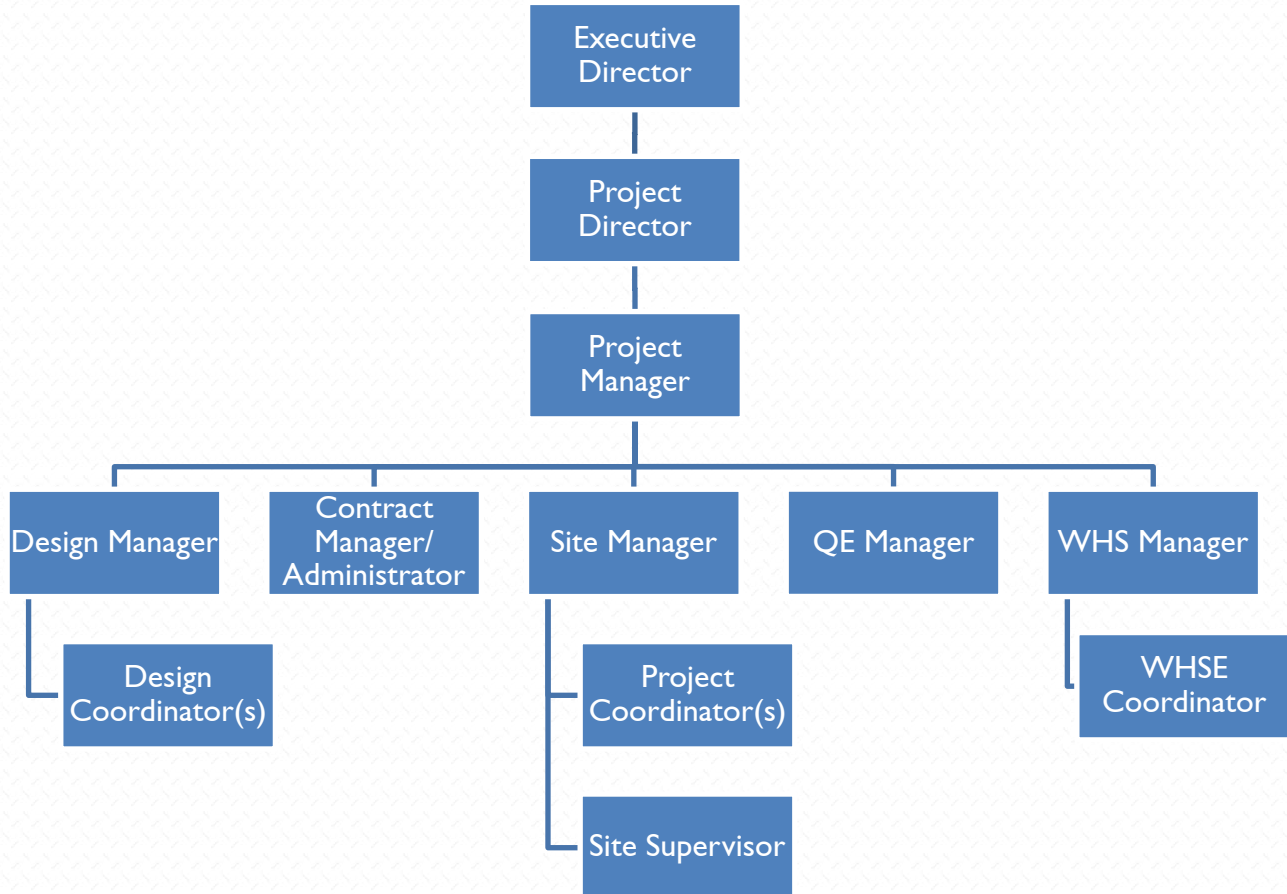 Executive
Director
Project
Director
Project
Manager
Design Manager
Contract
Manager/
Administrator
Site Manager
QE Manager
WHS Manager
Design
Coordinator(s)
Project
Coordinator(s)
WHSE
Coordinator
Site Supervisor